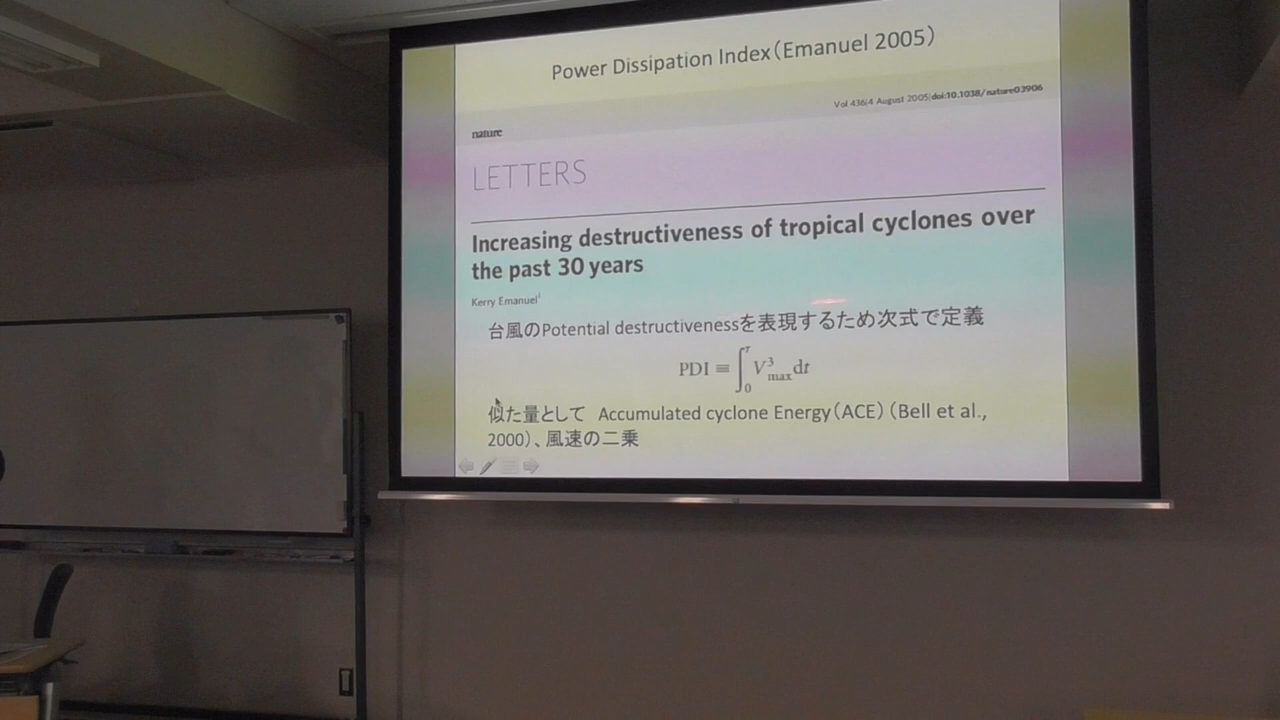 Power Dissipation Index（Emanuel 2005）
Vol 436|4 August 2005|doi:10.1038/nature03906
nature
LETTERS
Increasing destructiveness of tropical cyclones over
the past 30 years
Kerry Emanuel¹
台風のPotential destructivenessを表現するため次式で定義
PDI ≡ ∫₀^τ V³max dt
似た量として Accumulated cyclone Energy（ACE）（Bell et al.,
2000）、風速の二乗